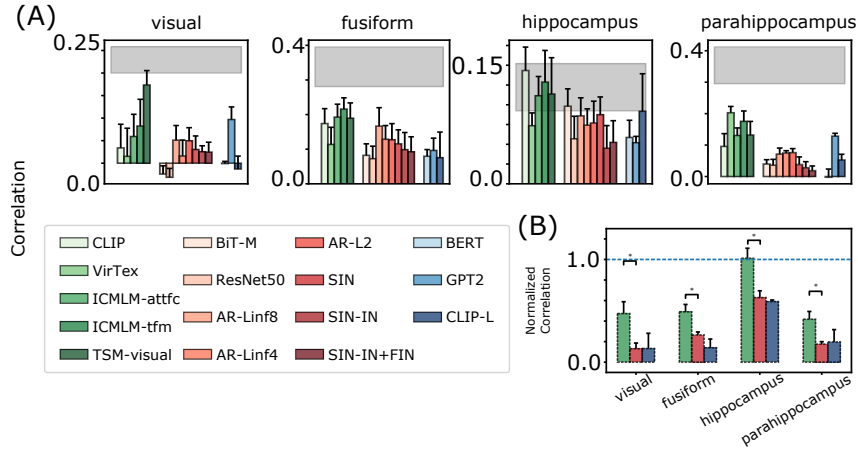 (A)
visual
fusiform
hippocampus
parahippocampus
0.25
0.0
0.4
0.0
0.15
0.00
0.4
0.0
Correlation
CLIP
VirTex
ICMLM-attfc
ICMLM-tfm
TSM-visual
BiT-M
ResNet50
AR-Linf8
AR-Linf4
AR-L2
SIN
SIN-IN
SIN-IN+FIN
BERT
GPT2
CLIP-L
(B)
Normalized
Correlation
1.0
0.0
* * * *
visual
fusiform
hippocampus
parahippocampus